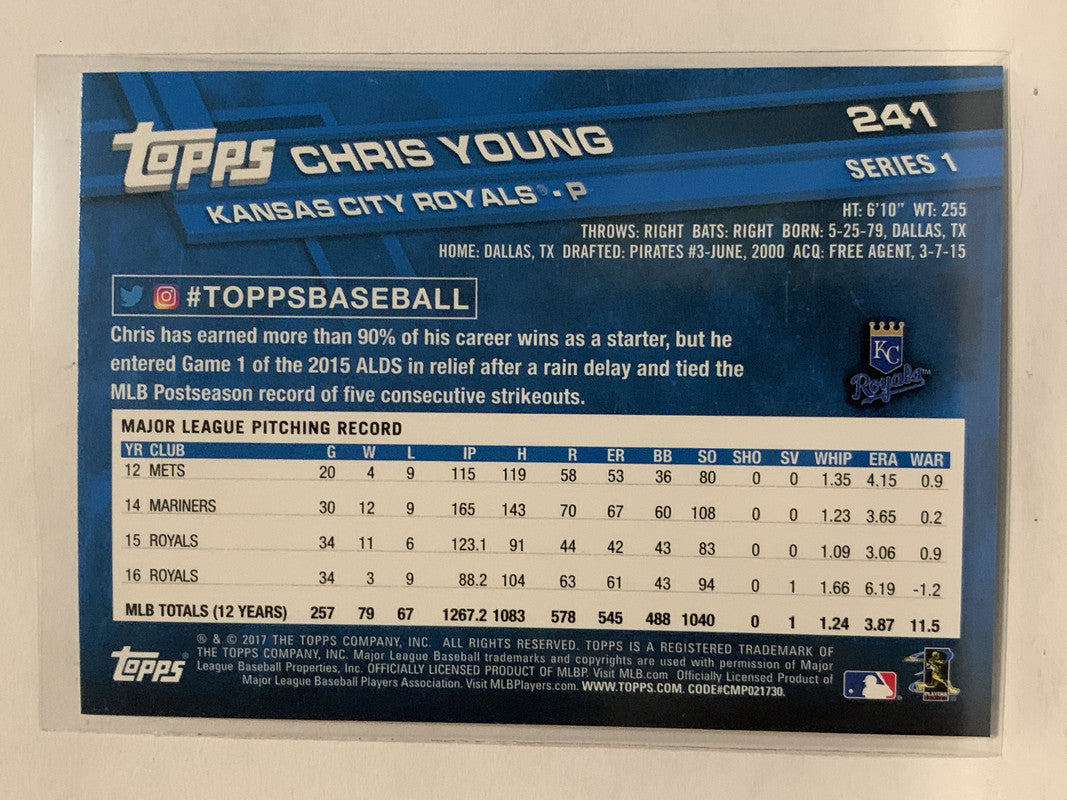 TOPPS CHRIS YOUNG 241
KANSAS CITY ROYALS® - P SERIES 1
HT: 6'10" WT: 255
THROWS: RIGHT BATS: RIGHT BORN: 5-25-79, DALLAS, TX
HOME: DALLAS, TX DRAFTED: PIRATES #3-JUNE, 2000 ACQ: FREE AGENT, 3-7-15
#TOPPSBASEBALL
Chris has earned more than 90% of his career wins as a starter, but he
entered Game 1 of the 2015 ALDS in relief after a rain delay and tied the
MLB Postseason record of five consecutive strikeouts.
KC
Royals™
MAJOR LEAGUE PITCHING RECORD
YR CLUB G W L IP H R ER BB SO SHO SV WHIP ERA WAR
12 METS 20 4 9 115 119 58 53 36 80 0 0 1.35 4.15 0.9
14 MARINERS 30 12 9 165 143 70 67 60 108 0 0 1.23 3.65 0.2
15 ROYALS 34 11 6 123.1 91 44 42 43 83 0 0 1.09 3.06 0.9
16 ROYALS 34 3 9 88.2 104 63 61 43 94 0 1 1.66 6.19 -1.2
MLB TOTALS (12 YEARS) 257 79 67 1267.2 1083 578 545 488 1040 0 1 1.24 3.87 11.5
® & © 2017 THE TOPPS COMPANY, INC. ALL RIGHTS RESERVED. TOPPS IS A REGISTERED TRADEMARK OF
THE TOPPS COMPANY, INC. Major League Baseball trademarks and copyrights are used with permission of Major
League Baseball Properties, Inc. OFFICIALLY LICENSED PRODUCT OF MLBP. Visit MLB.com Officially Licensed Product of
Major League Baseball Players Association. Visit MLBPlayers.com. WWW.TOPPS.COM. CODE#CMP021730.
TOPPS®
PLAYERS